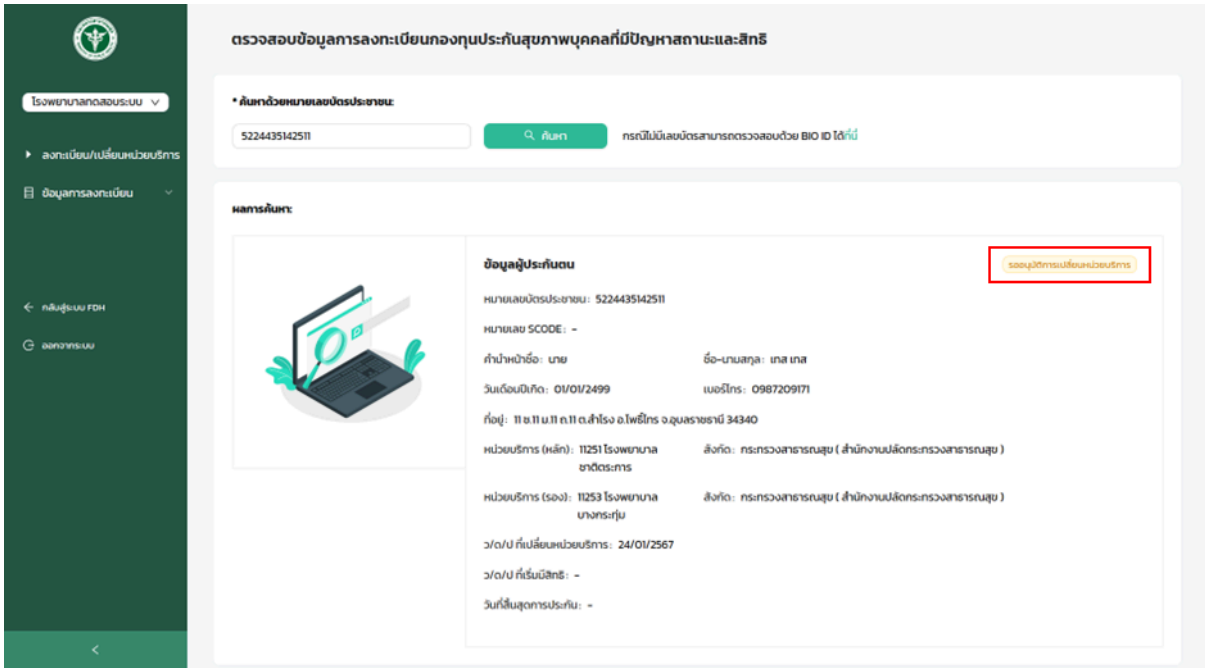 ตรวจสอบข้อมูลการลงทะเบียนกองทุนประกันสุขภาพบุคคลที่มีปัญหาสถานะและสิทธิ
โรงพยาบาลทดสอบระบบ
ลงทะเบียน/เปลี่ยนหน่วยบริการ
ข้อมูลการลงทะเบียน
กลับสู่ระบบ FDH
ออกจากระบบ
* ค้นหาด้วยหมายเลขบัตรประชาชน:
5224435142511
ค้นหา
กรณีไม่มีเลขบัตรสามารถตรวจสอบด้วย BIO ID ได้ที่นี่
ผลการค้นหา:
ข้อมูลผู้ประกันตน
รออนุมัติการเปลี่ยนหน่วยบริการ
หมายเลขบัตรประชาชน: 5224435142511
หมายเลข SCODE: -
คำนำหน้าชื่อ: นาย ชื่อ-นามสกุล: เทส เทส
วันเดือนปีเกิด: 01/01/2499 เบอร์โทร: 0987209171
ที่อยู่: 11 ซ.11 ม.11 ถ.11 ต.สำโรง อ.โพธิ์ไทร จ.อุบลราชธานี 34340
หน่วยบริการ (หลัก): 11251 โรงพยาบาล สังกัด: กระทรวงสาธารณสุข ( สำนักงานปลัดกระทรวงสาธารณสุข )
ชาติตระการ
หน่วยบริการ (รอง): 11253 โรงพยาบาล สังกัด: กระทรวงสาธารณสุข ( สำนักงานปลัดกระทรวงสาธารณสุข )
บางกระทุ่ม
ว/ด/ป ที่เปลี่ยนหน่วยบริการ: 24/01/2567
ว/ด/ป ที่เริ่มมีสิทธิ: -
วันที่สิ้นสุดการประกัน: -